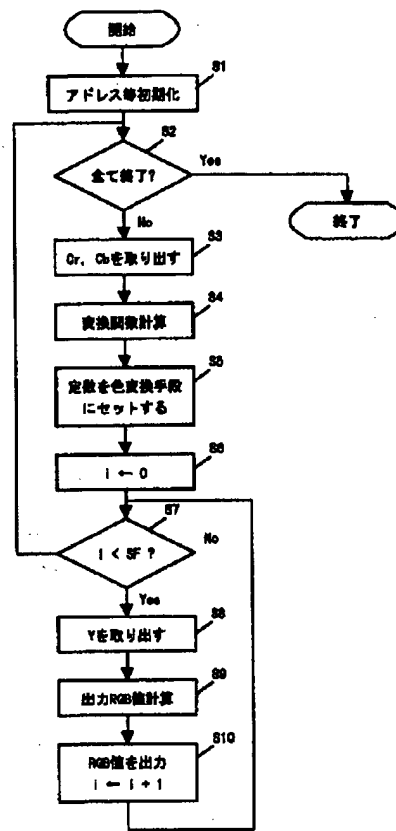 開始
S1
アドレス等初期化
S2
全て終了?
Yes
No
終了
S3
Cr, Cbを取り出す
S4
変換関数計算
S5
定数を色変換手段
にセットする
S6
i ← 0
S7
i < SF ?
No
Yes
S8
Yを取り出す
S9
出力RGB値計算
S10
RGB値を出力
i ← i + 1